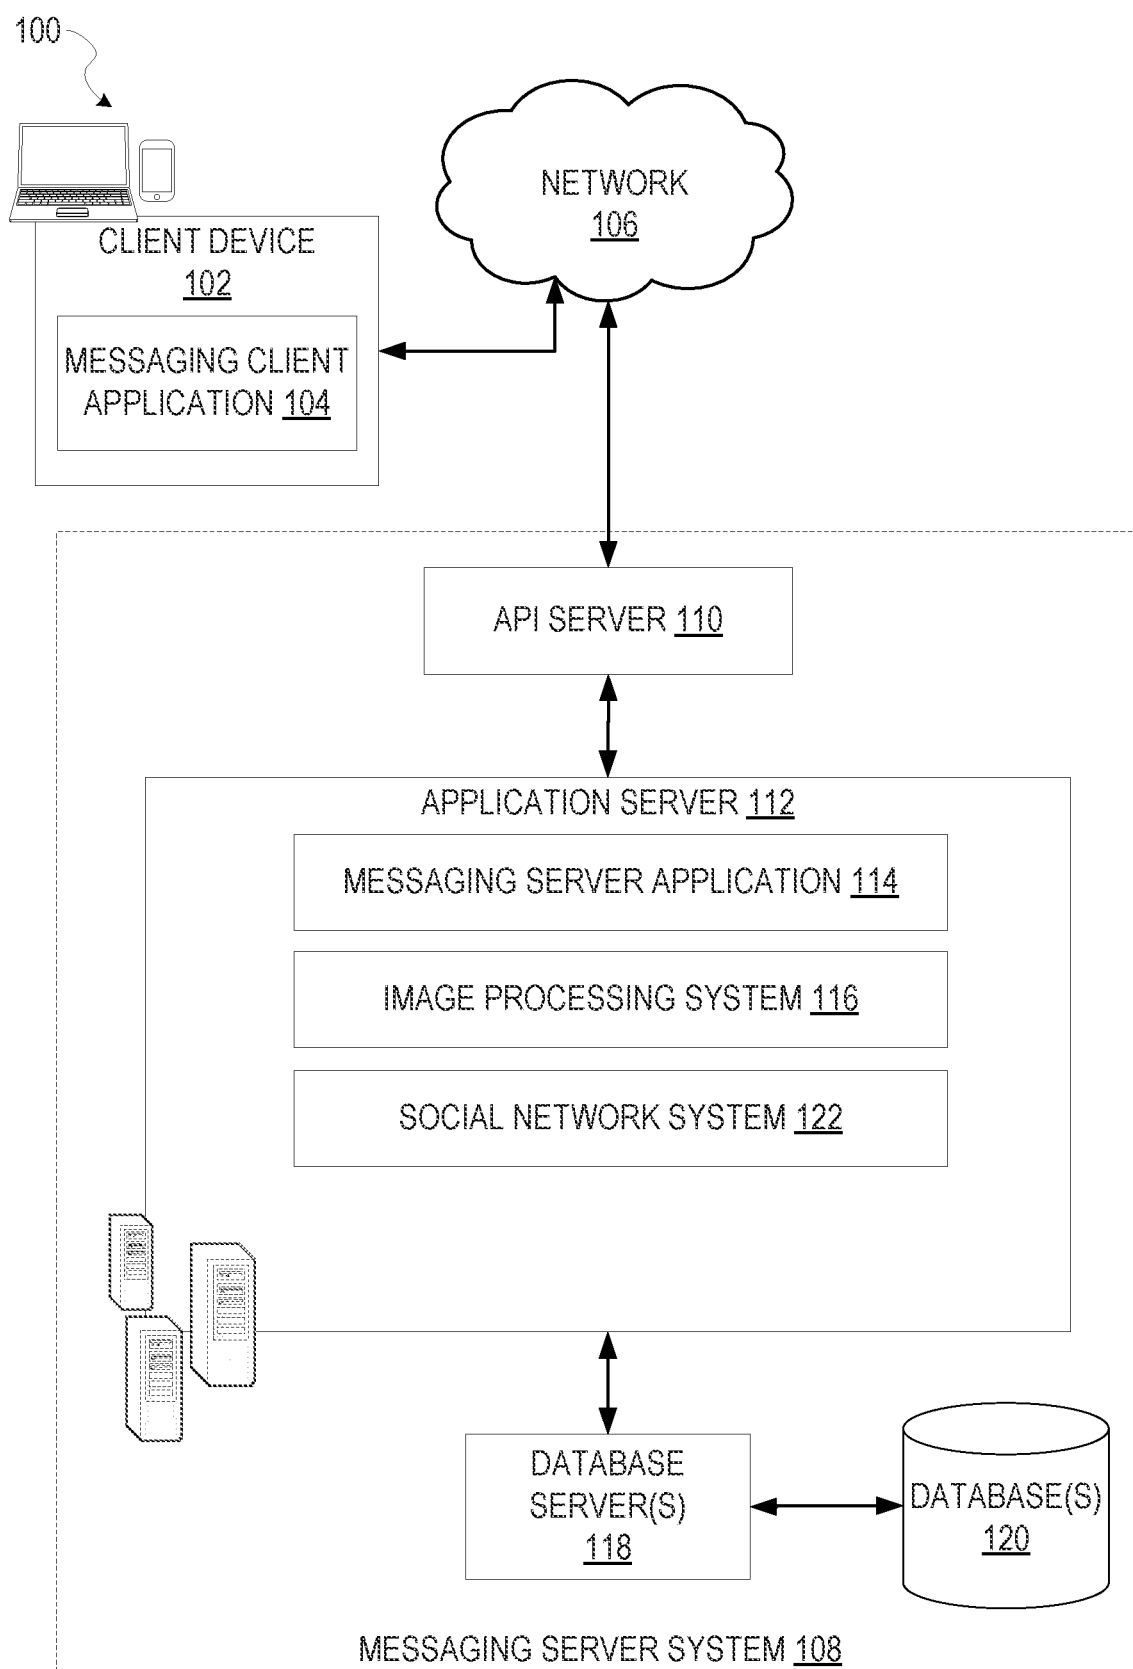 100
NETWORK
106
CLIENT DEVICE
102
MESSAGING CLIENT
APPLICATION 104
API SERVER 110
APPLICATION SERVER 112
MESSAGING SERVER APPLICATION 114
IMAGE PROCESSING SYSTEM 116
SOCIAL NETWORK SYSTEM 122
DATABASE
SERVER(S)
118
DATABASE(S)
120
MESSAGING SERVER SYSTEM 108